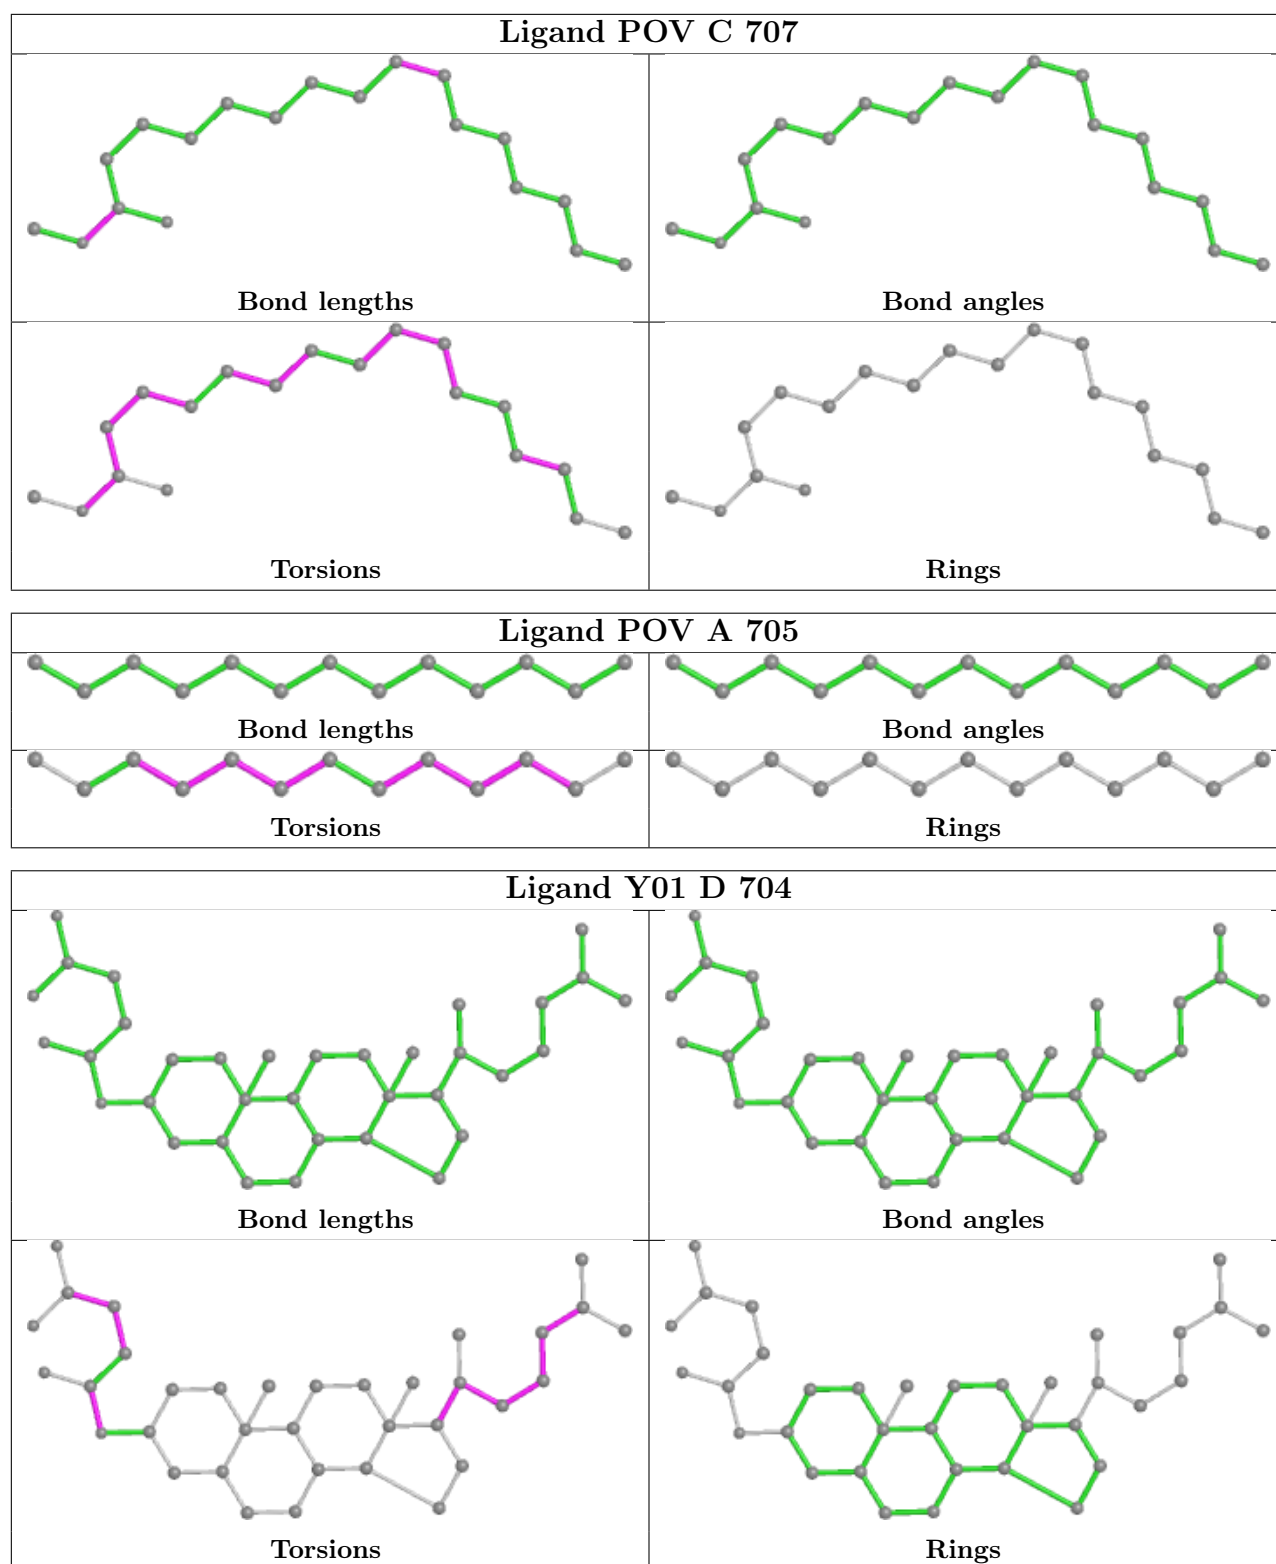 Ligand POV C 707
Bond lengths
Bond angles
Torsions
Rings
Ligand POV A 705
Bond lengths
Bond angles
Torsions
Rings
Ligand Y01 D 704
Bond lengths
Bond angles
Torsions
Rings